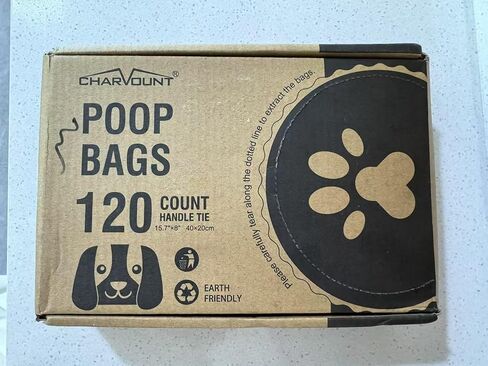 CHARVOUNT®
POOP
BAGS
120 COUNT
HANDLE TIE
15.7"×8" 40×20cm
EARTH
FRIENDLY
Please carefully tear along the dotted line to extract the bags.